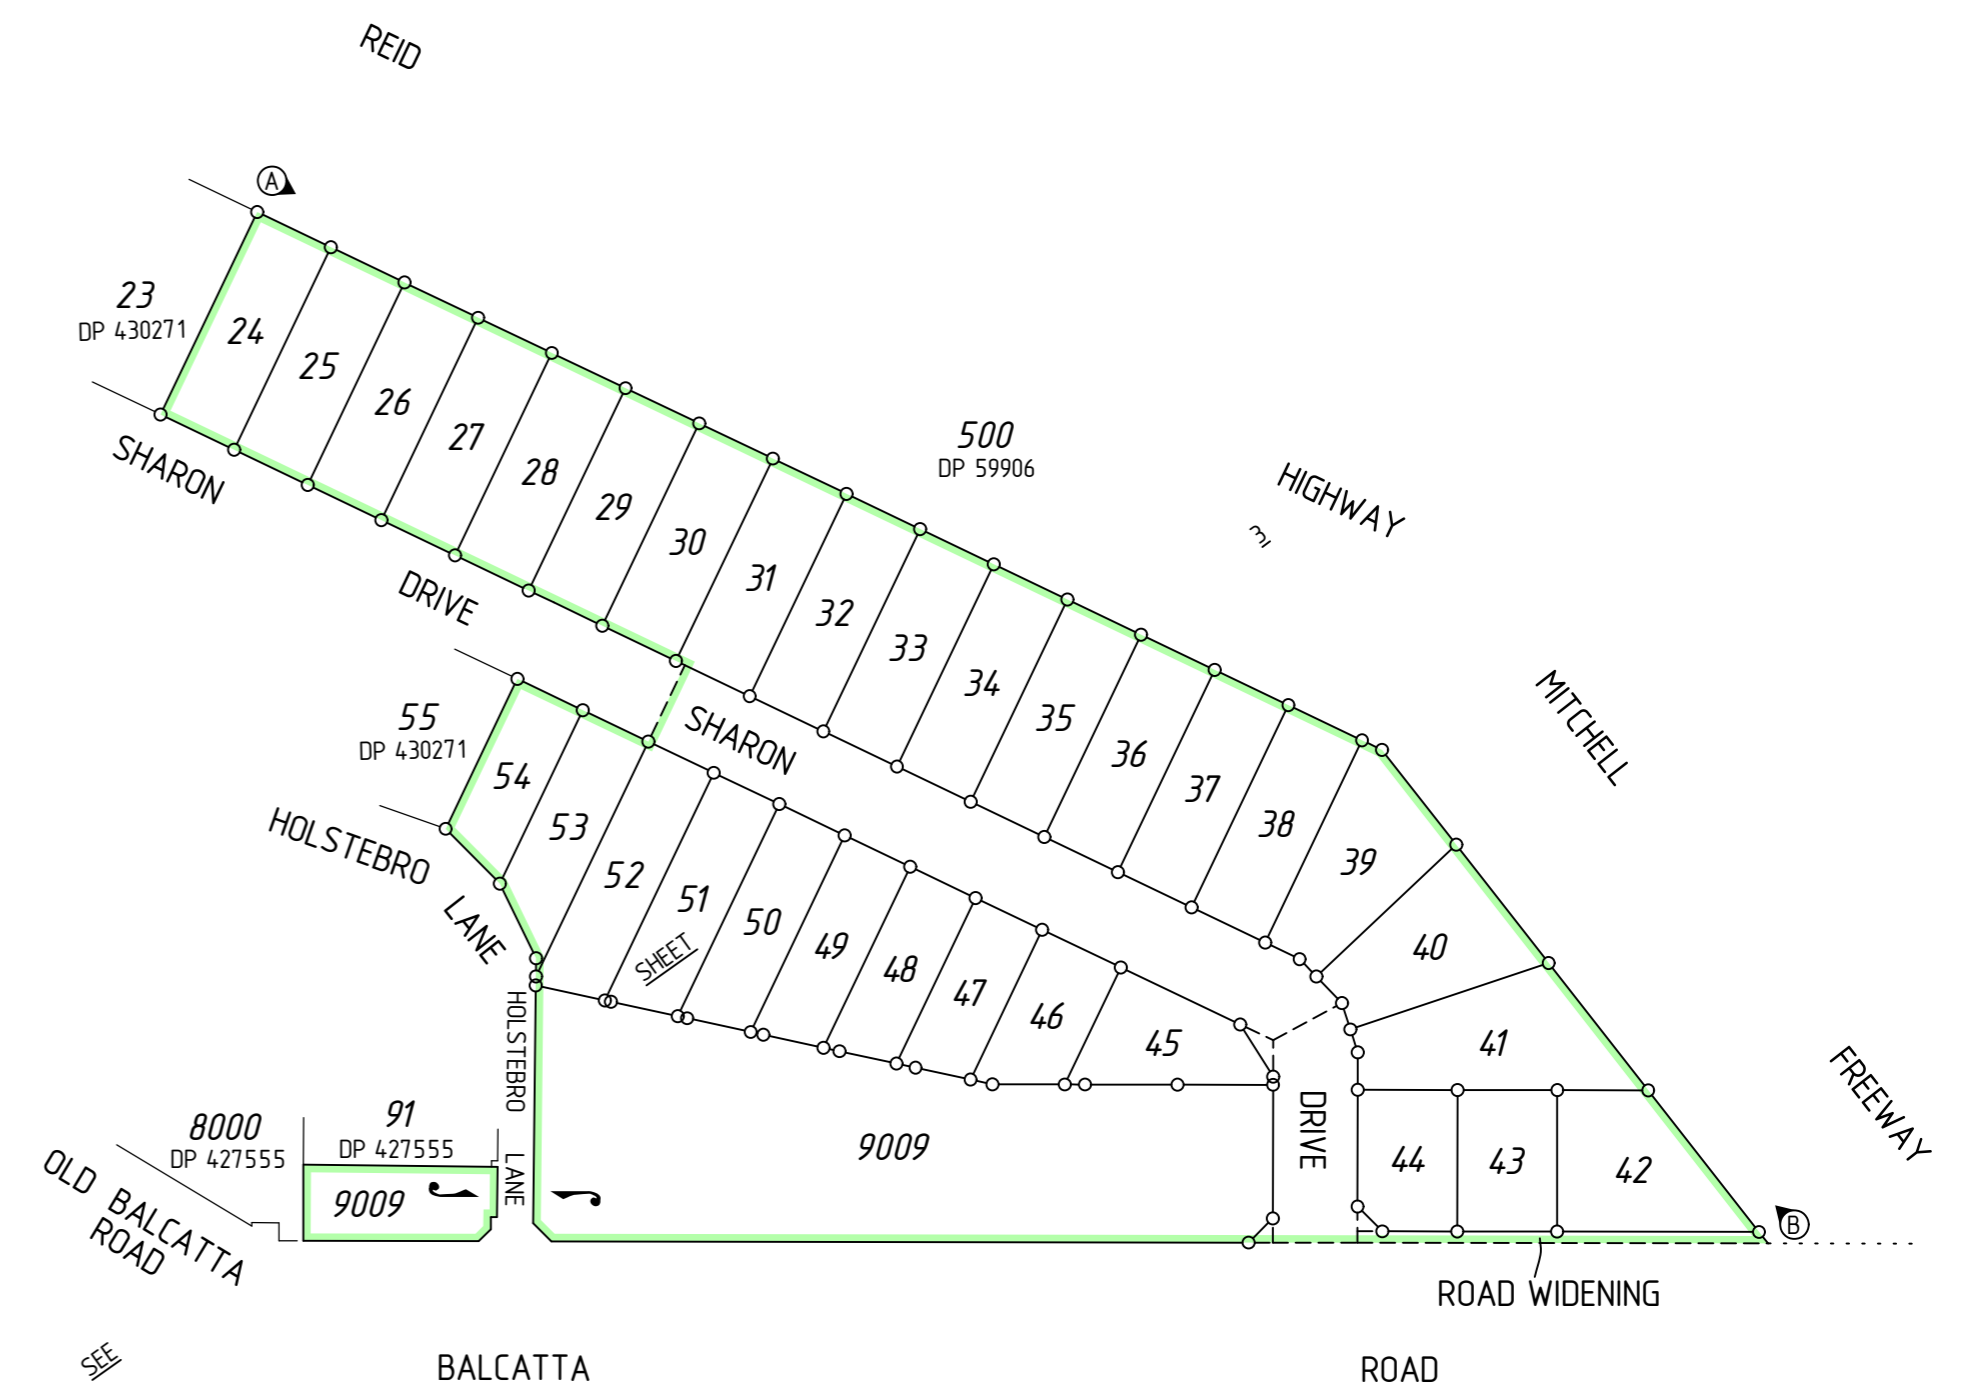 REID
A
23
DP 430271
24
25
26
27
28
29
30
31
32
33
34
35
36
37
38
39
40
41
44
43
42
SHARON
DRIVE
500
DP 59906
HIGHWAY
3
MITCHELL
FREEWAY
55
DP 430271
SHARON
DRIVE
54
53
52
51
50
49
48
47
46
45
SHEET
HOLSTEBRO
LANE
HOLSTEBRO
LANE
8000
DP 427555
91
DP 427555
9009
9009
OLD BALCATTA
ROAD
B
ROAD WIDENING
SEE
BALCATTA
ROAD